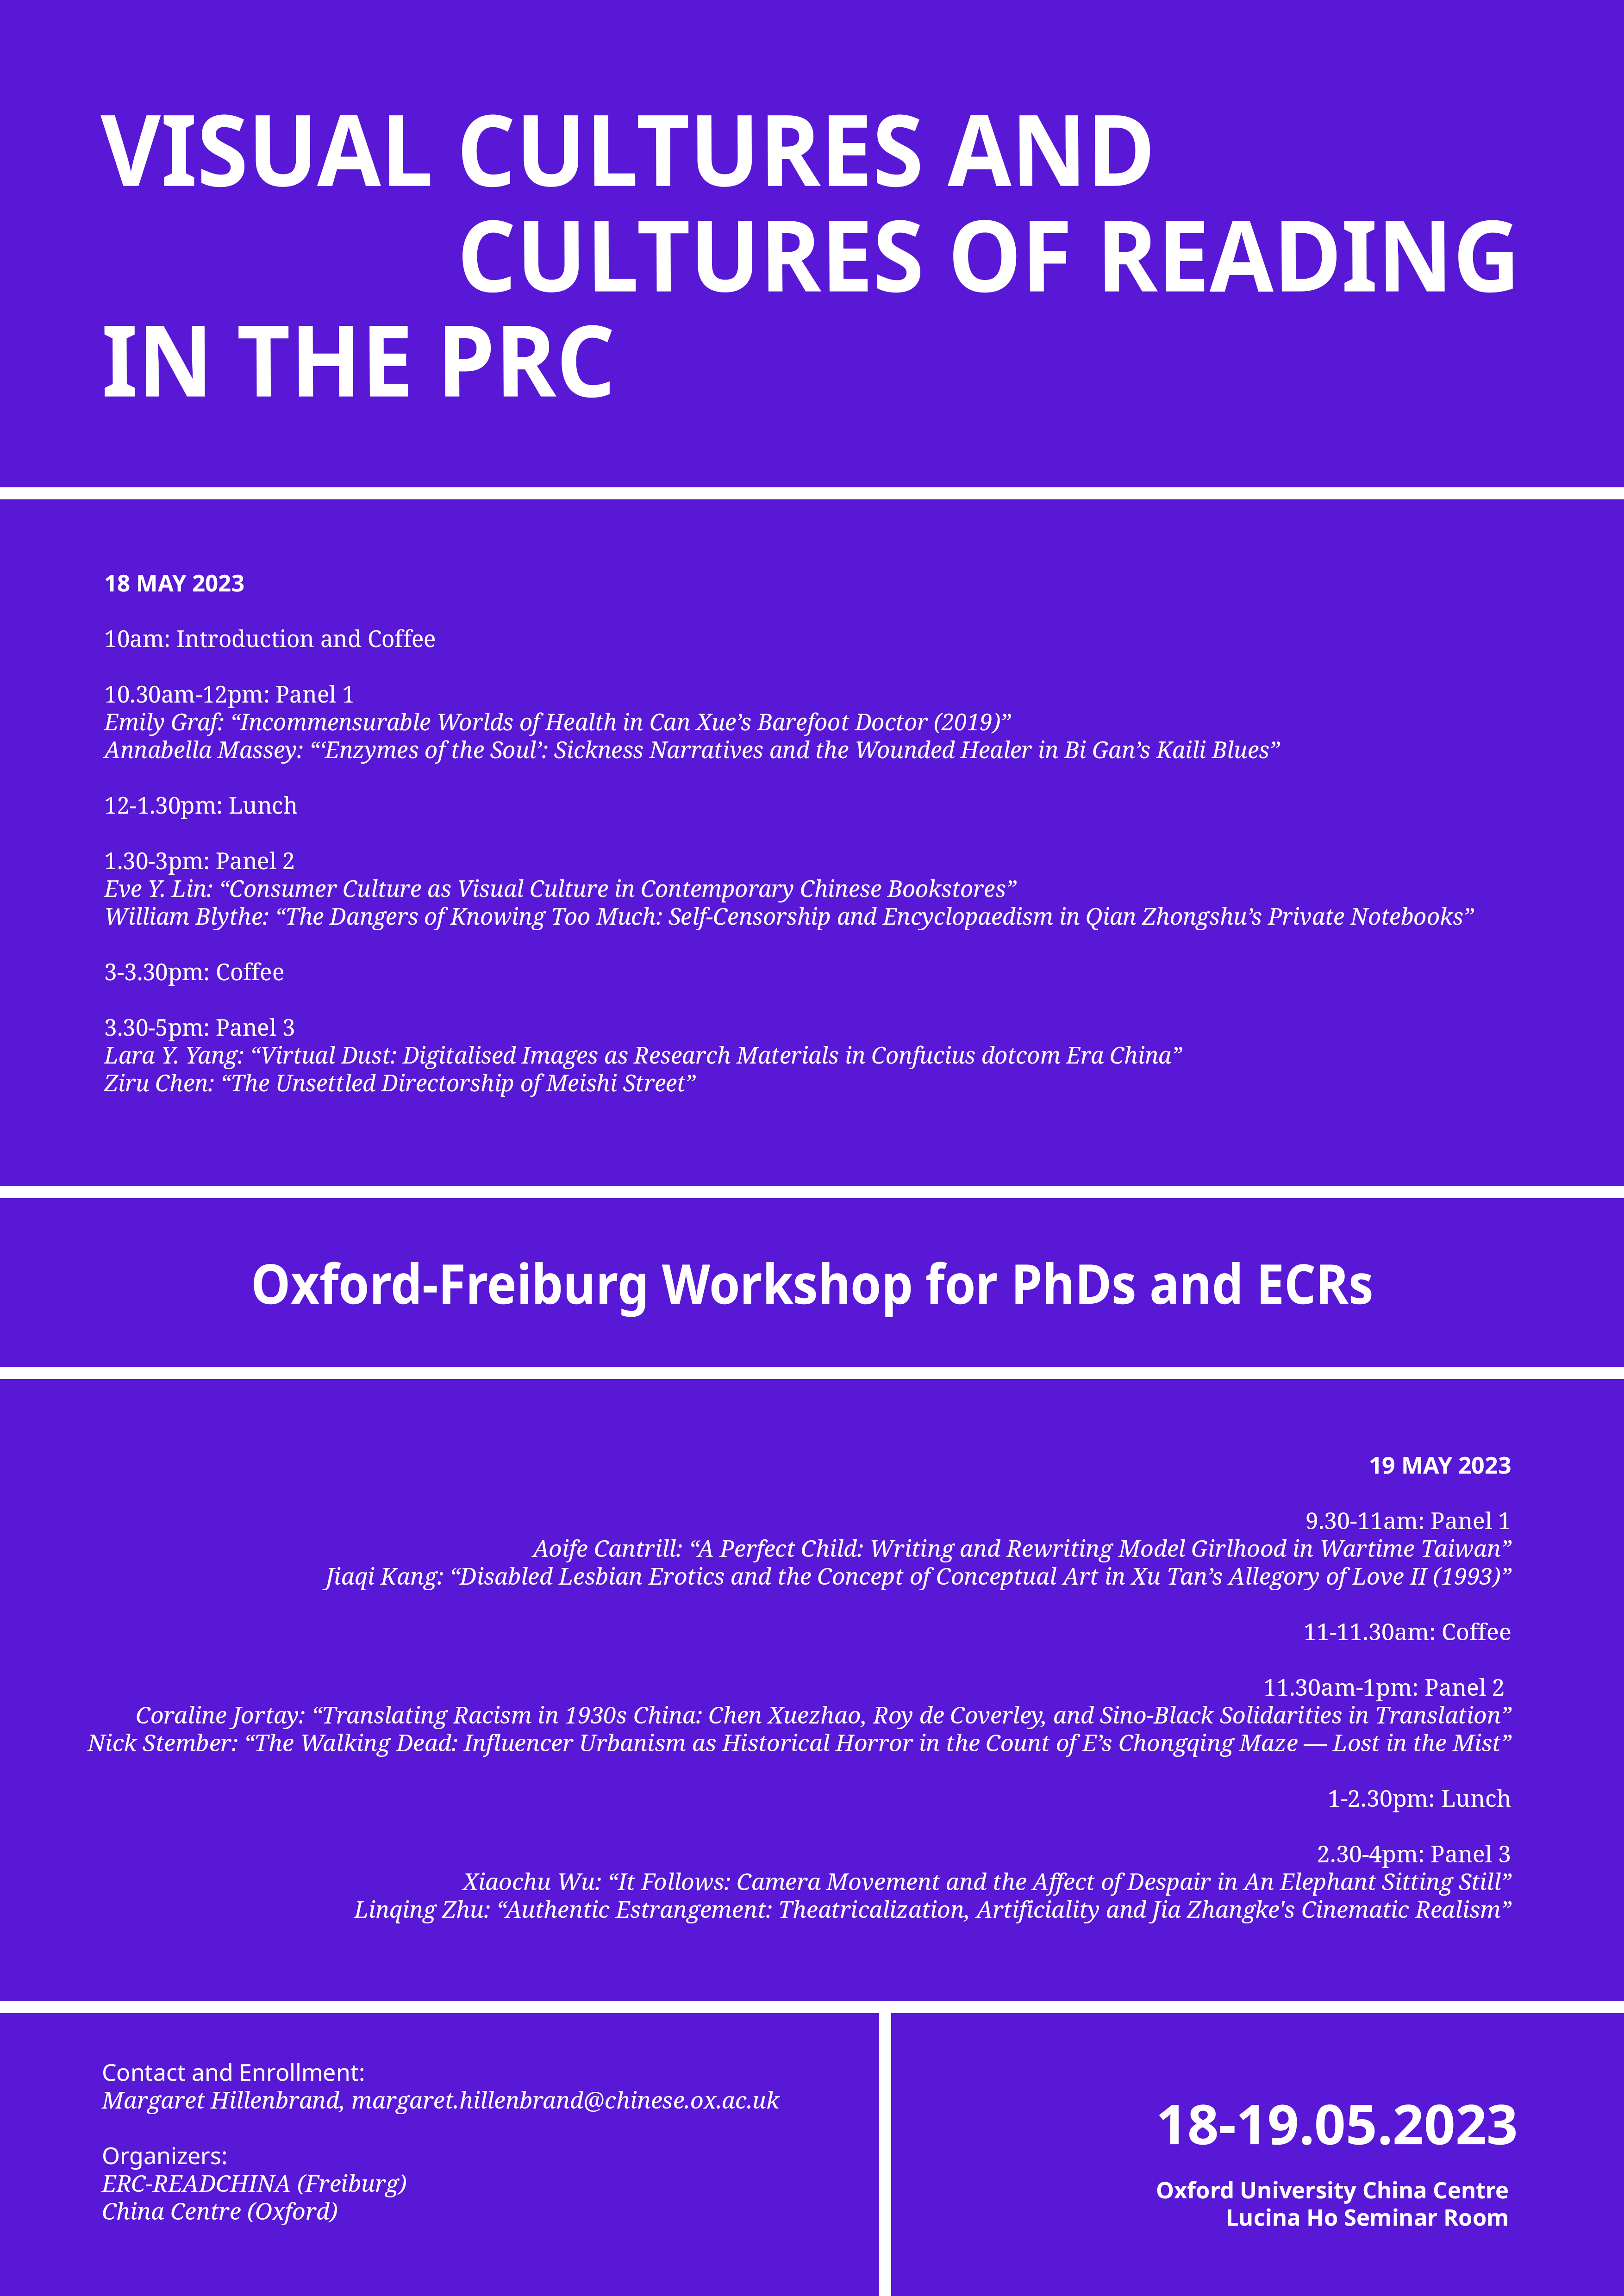 VISUAL CULTURES AND
CULTURES OF READING
IN THE PRC
18 MAY 2023
10am: Introduction and Coffee
10.30am-12pm: Panel 1
Emily Graf: “Incommensurable Worlds of Health in Can Xue’s Barefoot Doctor (2019)”
Annabella Massey: “‘Enzymes of the Soul’: Sickness Narratives and the Wounded Healer in Bi Gan’s Kaili Blues”
12-1.30pm: Lunch
1.30-3pm: Panel 2
Eve Y. Lin: “Consumer Culture as Visual Culture in Contemporary Chinese Bookstores”
William Blythe: “The Dangers of Knowing Too Much: Self-Censorship and Encyclopaedism in Qian Zhongshu’s Private Notebooks”
3-3.30pm: Coffee
3.30-5pm: Panel 3
Lara Y. Yang: “Virtual Dust: Digitalised Images as Research Materials in Confucius dotcom Era China”
Ziru Chen: “The Unsettled Directorship of Meishi Street”
Oxford-Freiburg Workshop for PhDs and ECRs
19 MAY 2023
9.30-11am: Panel 1
Aoife Cantrill: “A Perfect Child: Writing and Rewriting Model Girlhood in Wartime Taiwan”
Jiaqi Kang: “Disabled Lesbian Erotics and the Concept of Conceptual Art in Xu Tan’s Allegory of Love II (1993)”
11-11.30am: Coffee
11.30am-1pm: Panel 2
Coraline Jortay: “Translating Racism in 1930s China: Chen Xuezhao, Roy de Coverley, and Sino-Black Solidarities in Translation”
Nick Stember: “The Walking Dead: Influencer Urbanism as Historical Horror in the Count of E’s Chongqing Maze — Lost in the Mist”
1-2.30pm: Lunch
2.30-4pm: Panel 3
Xiaochu Wu: “It Follows: Camera Movement and the Affect of Despair in An Elephant Sitting Still”
Linqing Zhu: “Authentic Estrangement: Theatricalization, Artificiality and Jia Zhangke's Cinematic Realism”
Contact and Enrollment:
Margaret Hillenbrand, margaret.hillenbrand@chinese.ox.ac.uk
Organizers:
ERC-READCHINA (Freiburg)
China Centre (Oxford)
18-19.05.2023
Oxford University China Centre
Lucina Ho Seminar Room